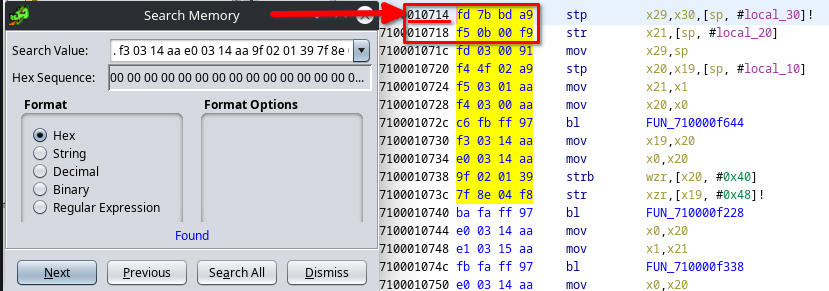 Search Memory
Search Value: . f3 03 14 aa e0 03 14 aa 9f 02 01 39 7f 8e
Hex Sequence: 00 00 00 00 00 00 00 00 00 00 00 00 00 00 0...
Format
Format Options
Hex
String
Decimal
Binary
Regular Expression
Found
Next Previous Search All Dismiss
10714 fd 7b bd a9 stp x29,x30,[sp, #local_30]!
7100010718 f5 0b 00 f9 str x21,[sp, #local_20]
710001071c fd 03 00 91 mov x29,sp
7100010720 f4 4f 02 a9 stp x20,x19,[sp, #local_10]
7100010724 f5 03 01 aa mov x21,x1
7100010728 f4 03 00 aa mov x20,x0
710001072c c6 fb ff 97 bl FUN_710000f644
7100010730 f3 03 14 aa mov x19,x20
7100010734 e0 03 14 aa mov x0,x20
7100010738 9f 02 01 39 strb wzr,[x20, #0x40]
710001073c 7f 8e 04 f8 str xzr,[x19, #0x48]!
7100010740 ba fa ff 97 bl FUN_710000f228
7100010744 e0 03 14 aa mov x0,x20
7100010748 e1 03 15 aa mov x1,x21
710001074c fb fa ff 97 bl FUN_710000f338
7100010750 e0 03 14 aa mov x0,x20